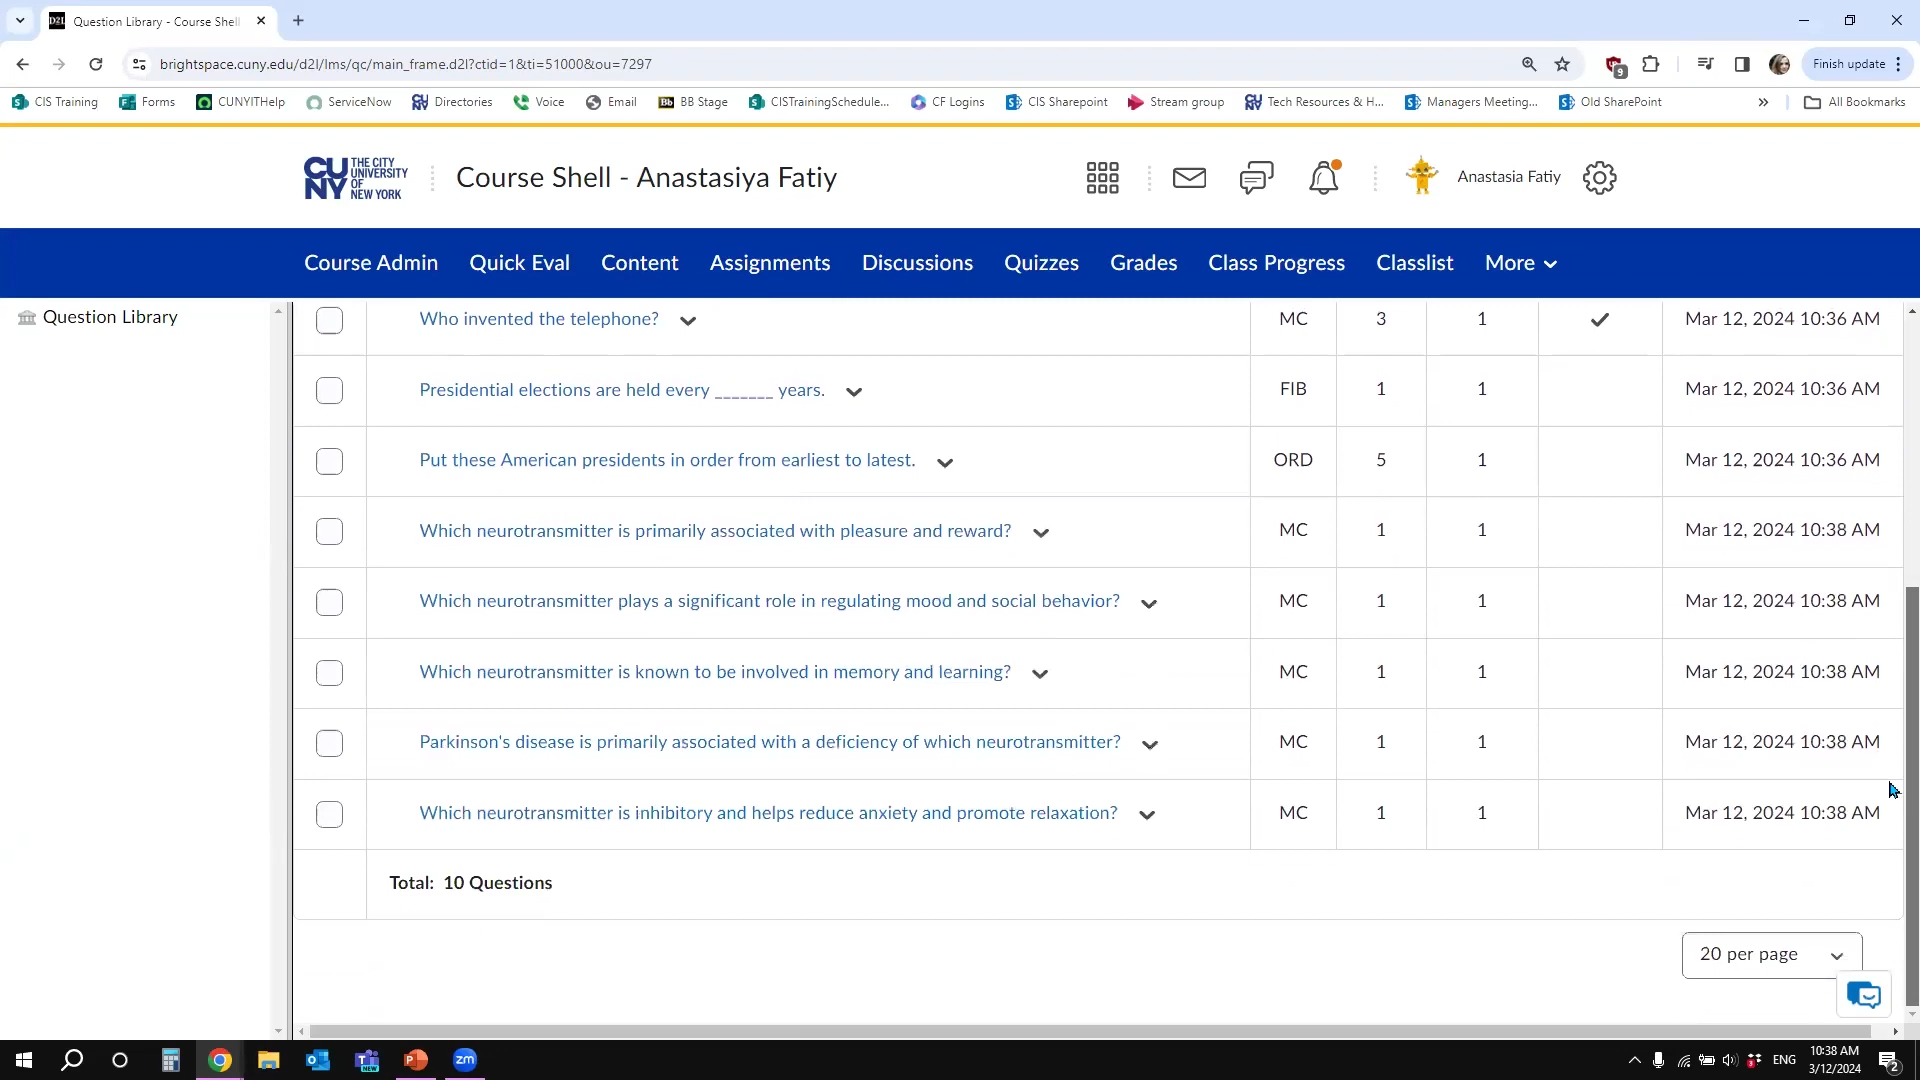 D2L Question Library - Course Shell
brightspace.cuny.edu/d2l/lms/qc/main_frame.d2l?ctid=1&ti=51000&ou=7297
9
Finish update
CIS Training Forms CUNYITHelp ServiceNow Directories Voice Email Bb BB Stage CISTrainingSchedule... CF Logins CIS Sharepoint Stream group Tech Resources & H... Managers Meeting... Old SharePoint » All Bookmarks
CUNY THE CITY UNIVERSITY OF NEW YORK
Course Shell - Anastasiya Fatiy
Anastasia Fatiy
Course Admin Quick Eval Content Assignments Discussions Quizzes Grades Class Progress Classlist More
Question Library
Who invented the telephone? MC 3 1 ✓ Mar 12, 2024 10:36 AM
Presidential elections are held every _______ years. FIB 1 1 Mar 12, 2024 10:36 AM
Put these American presidents in order from earliest to latest. ORD 5 1 Mar 12, 2024 10:36 AM
Which neurotransmitter is primarily associated with pleasure and reward? MC 1 1 Mar 12, 2024 10:38 AM
Which neurotransmitter plays a significant role in regulating mood and social behavior? MC 1 1 Mar 12, 2024 10:38 AM
Which neurotransmitter is known to be involved in memory and learning? MC 1 1 Mar 12, 2024 10:38 AM
Parkinson's disease is primarily associated with a deficiency of which neurotransmitter? MC 1 1 Mar 12, 2024 10:38 AM
Which neurotransmitter is inhibitory and helps reduce anxiety and promote relaxation? MC 1 1 Mar 12, 2024 10:38 AM
Total: 10 Questions
20 per page
zm
ENG
10:38 AM
3/12/2024
2